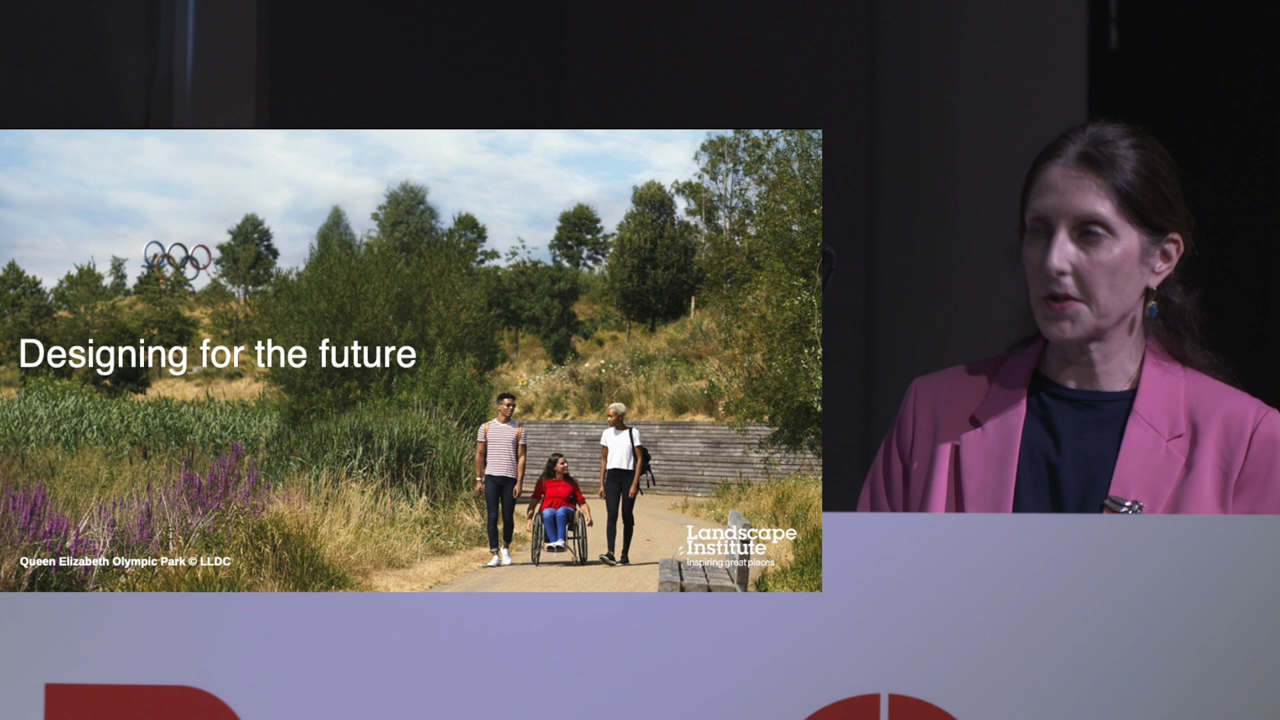 Designing for the future
Queen Elizabeth Olympic Park © LLDC
Landscape
Institute
Inspiring great places